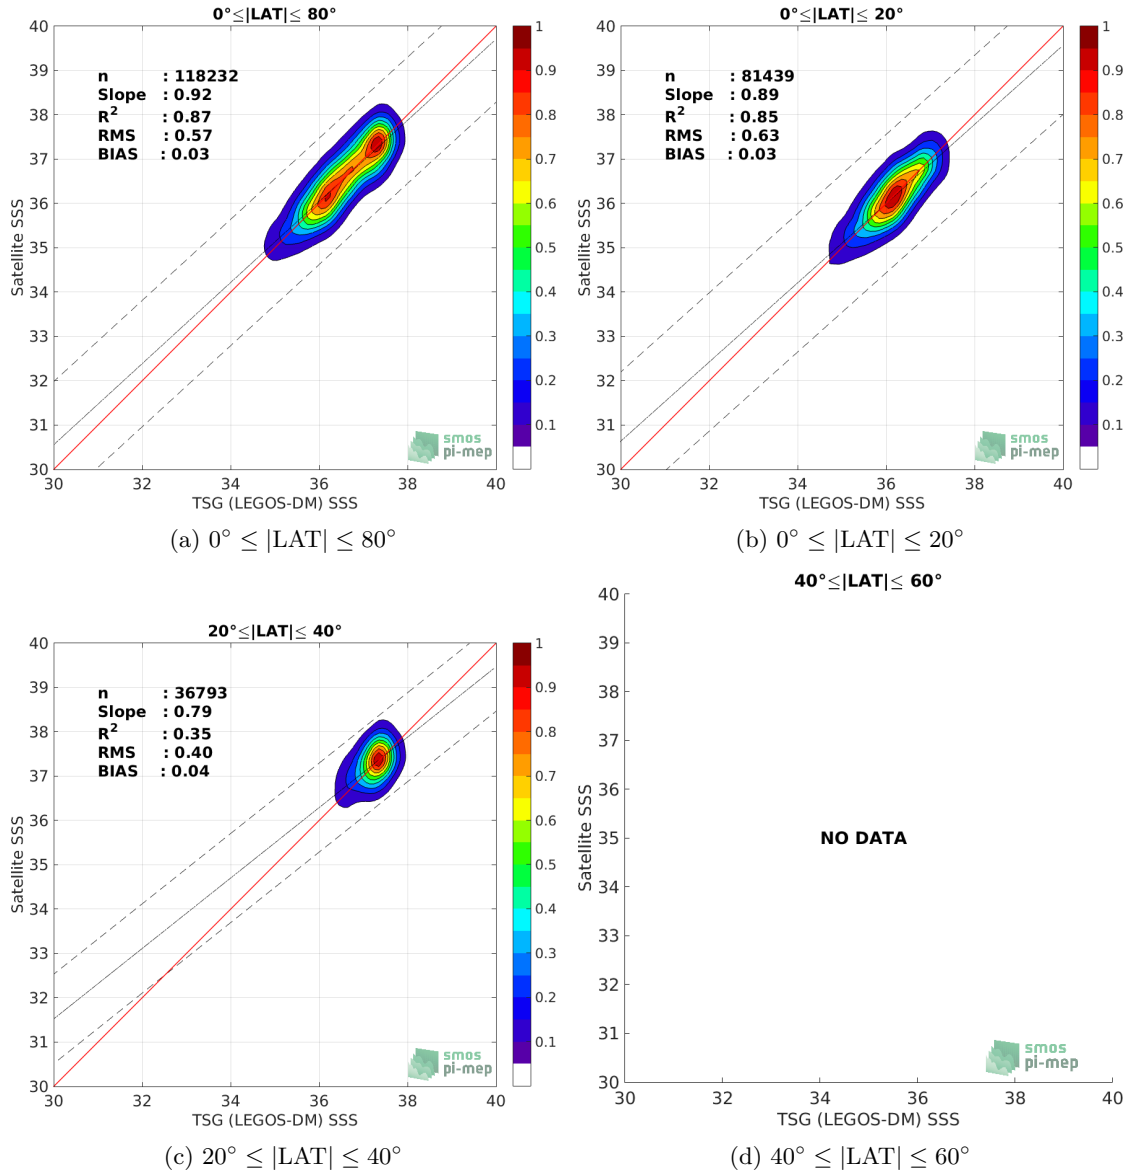 0°≤|LAT|≤ 80°
n : 118232
Slope : 0.92
R² : 0.87
RMS : 0.57
BIAS : 0.03
40
39
38
37
36
35
34
33
32
31
30
Satellite SSS
30 32 34 36 38 40
TSG (LEGOS-DM) SSS
1
0.9
0.8
0.7
0.6
0.5
0.4
0.3
0.2
0.1
smos
pi-mep
(a) 0° ≤ |LAT| ≤ 80°
0°≤|LAT|≤ 20°
n : 81439
Slope : 0.89
R² : 0.85
RMS : 0.63
BIAS : 0.03
40
39
38
37
36
35
34
33
32
31
30
Satellite SSS
30 32 34 36 38 40
TSG (LEGOS-DM) SSS
1
0.9
0.8
0.7
0.6
0.5
0.4
0.3
0.2
0.1
smos
pi-mep
(b) 0° ≤ |LAT| ≤ 20°
20°≤|LAT|≤ 40°
n : 36793
Slope : 0.79
R² : 0.35
RMS : 0.40
BIAS : 0.04
40
39
38
37
36
35
34
33
32
31
30
Satellite SSS
30 32 34 36 38 40
TSG (LEGOS-DM) SSS
1
0.9
0.8
0.7
0.6
0.5
0.4
0.3
0.2
0.1
smos
pi-mep
(c) 20° ≤ |LAT| ≤ 40°
40°≤|LAT|≤ 60°
40
39
38
37
36
35
34
33
32
31
30
Satellite SSS
NO DATA
30 32 34 36 38 40
TSG (LEGOS-DM) SSS
smos
pi-mep
(d) 40° ≤ |LAT| ≤ 60°